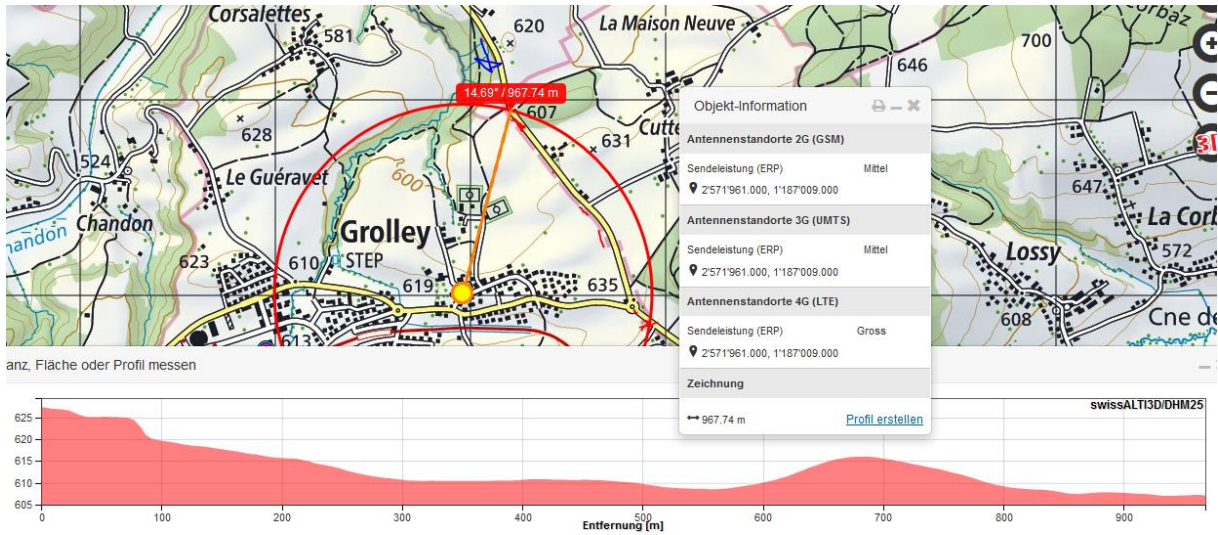 Corsalettes
581
620
La Maison Neuve
Corbaz
700
646
14.69° / 967.74 m
607
628
631
Cutte
524
Le Guéravet
600
647
Chandon
Chandon
Grolley
STEP
623
610
619
635
613
La Corb
Lossy
572
608
Cne de
3D
Objekt-Information
Antennenstandorte 2G (GSM)
Sendeleistung (ERP) Mittel
2'571'961.000, 1'187'009.000
Antennenstandorte 3G (UMTS)
Sendeleistung (ERP) Mittel
2'571'961.000, 1'187'009.000
Antennenstandorte 4G (LTE)
Sendeleistung (ERP) Gross
2'571'961.000, 1'187'009.000
Zeichnung
967.74 m Profil erstellen
anz, Fläche oder Profil messen
swissALTI3D/DHM25
625
620
615
610
605
0 100 200 300 400 500 600 700 800 900
Entfernung [m]